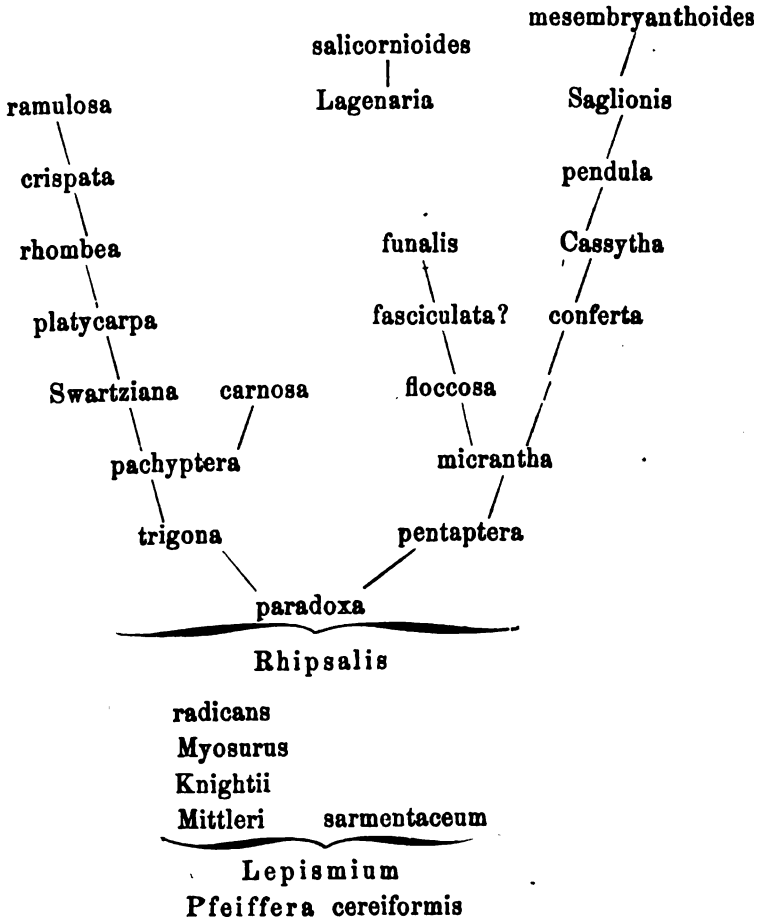 mesembryanthoides
salicornioides
ramulosa Lagenaria Saglionis
crispata pendula
rhombea funalis Cassytha
platycarpa fasciculata? conferta
Swartziana carnosa floccosa
pachyptera micrantha
trigona pentaptera
paradoxa
Rhipsalis
radicans
Myosurus
Knightii
Mittleri sarmentaceum
Lepismium
Pfeiffera cereiformis